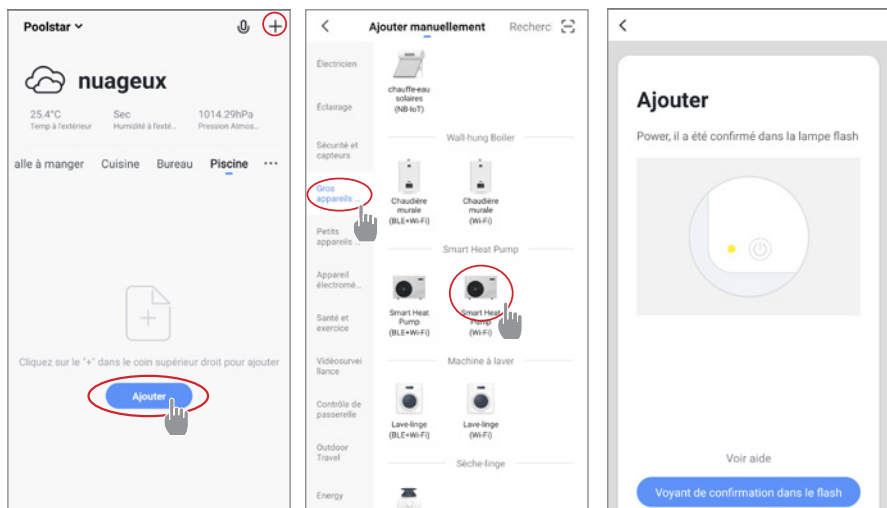 Poolstar
nuageux
25.4°C Sec 1014.29hPa
Temp à l'extérieur Humidité à l'exté... Pression Atmos...
alle à manger Cuisine Bureau Piscine ...
Cliquez sur le "+" dans le coin supérieur droit pour ajouter
Ajouter
Ajouter manuellement Recherc
Électricien
Éclairage
Sécurité et
capteurs
Gros
appareils ...
Petits
appareils ...
Appareil
électromé...
Santé et
exercice
Vidéosurvei
llance
Contrôle de
passerelle
Outdoor
Travel
Energy
chauffe-eau
solaires
(NB-IoT)
Wall-hung Boiler
Chaudière
murale
(BLE+Wi-Fi)
Chaudière
murale
(Wi-Fi)
Smart Heat Pump
Smart Heat
Pump
(BLE+Wi-Fi)
Smart Heat
Pump
(Wi-Fi)
Machine à laver
Lave-linge
(BLE+Wi-Fi)
Lave-linge
(Wi-Fi)
Sèche-linge
Ajouter
Power, il a été confirmé dans la lampe flash
Voir aide
Voyant de confirmation dans le flash